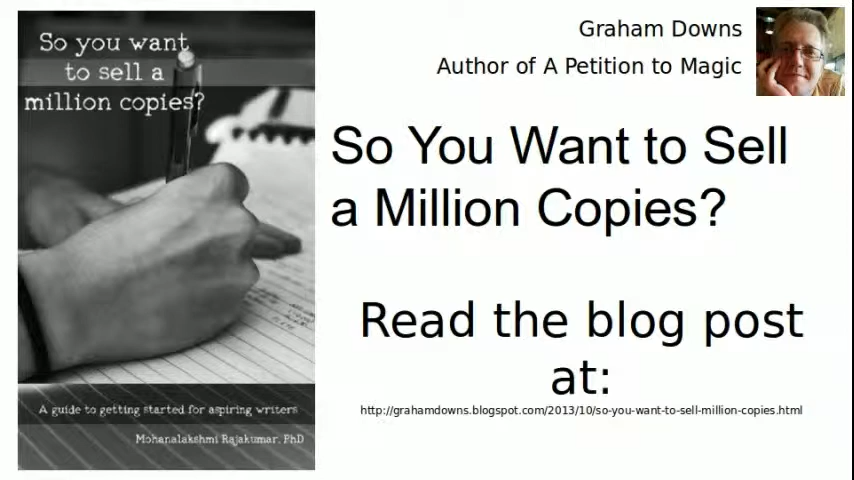 So you want
to sell a
million copies?
A guide to getting started for aspiring writers
Mohanalakshmi Rajakumar, PhD
Graham Downs
Author of A Petition to Magic
So You Want to Sell
a Million Copies?
Read the blog post
at:
http://grahamdowns.blogspot.com/2013/10/so-you-want-to-sell-million-copies.html